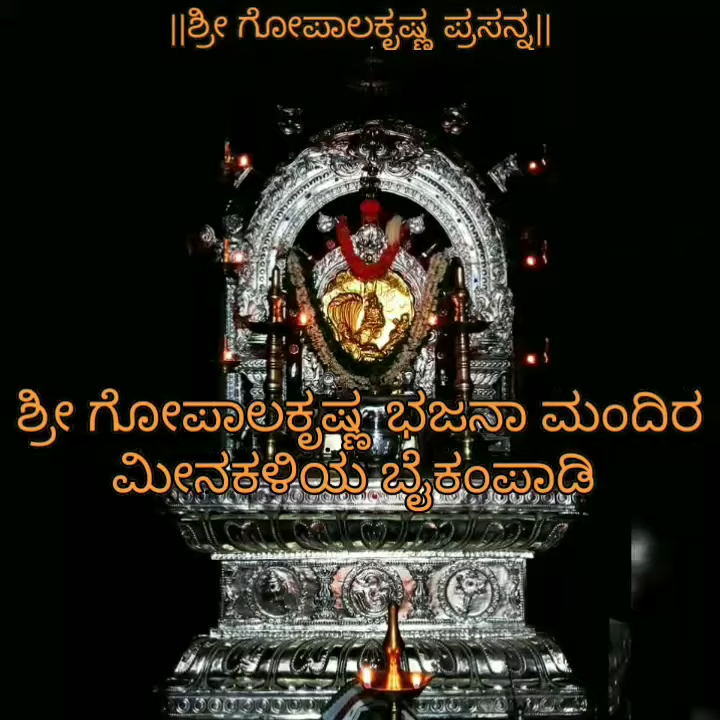 ||ಶ್ರೀ ಗೋಪಾಲಕೃಷ್ಣ ಪ್ರಸನ್ನ||
ಶ್ರೀ ಗೋಪಾಲಕೃಷ್ಣ ಭಜನಾ ಮಂದಿರ
ಮೀನಕಳಿಯ ಬೈಕಂಪಾಡಿ